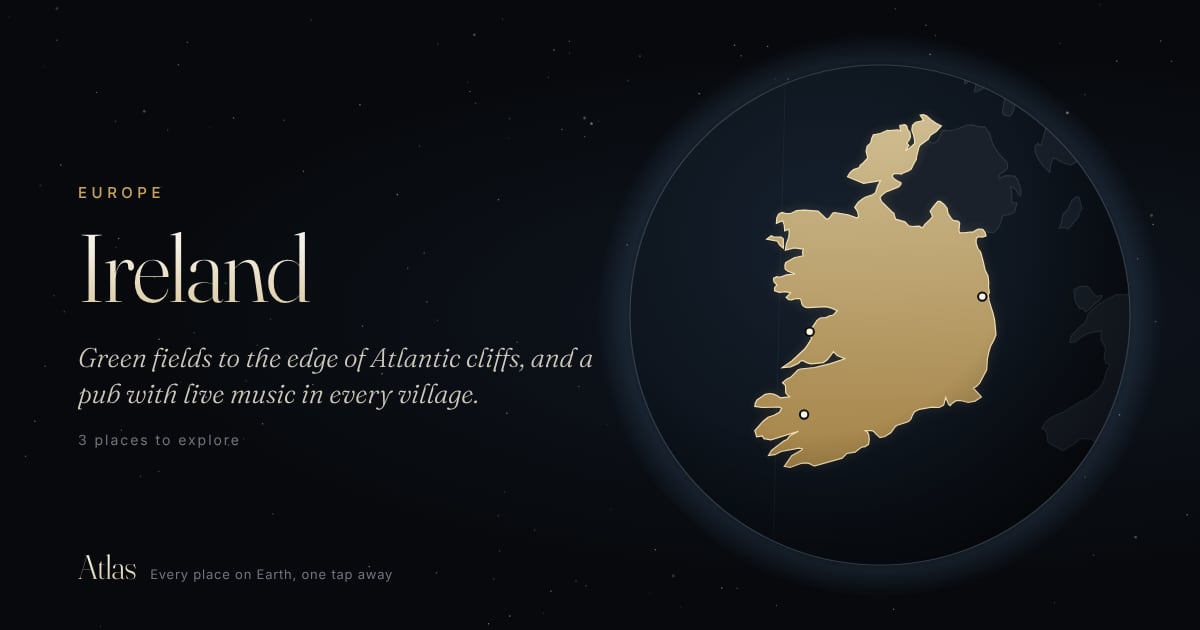 EUROPE
Ireland
Green fields to the edge of Atlantic cliffs, and a
pub with live music in every village.
3 places to explore
Atlas Every place on Earth, one tap away